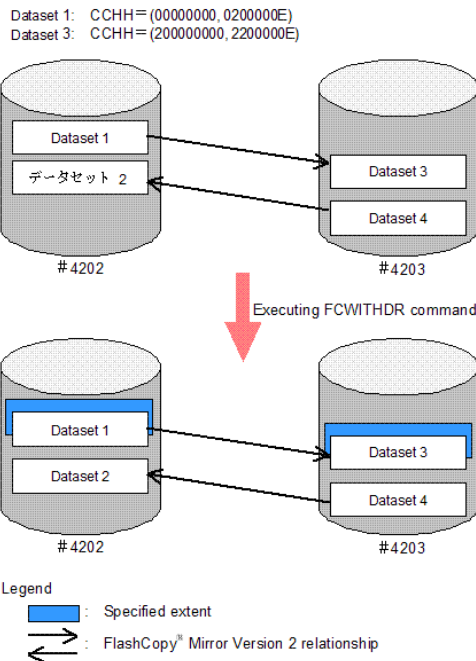 Dataset 1: CCHH=(00000000, 0200000E)
Dataset 3: CCHH=(200000000, 2200000E)
Dataset 1
データセット 2
Dataset 3
Dataset 4
#4202
#4203
Executing FCWITHDR command
Dataset 1
Dataset 2
Dataset 3
Dataset 4
#4202
#4203
Legend
: Specified extent
: FlashCopy® Mirror Version 2 relationship